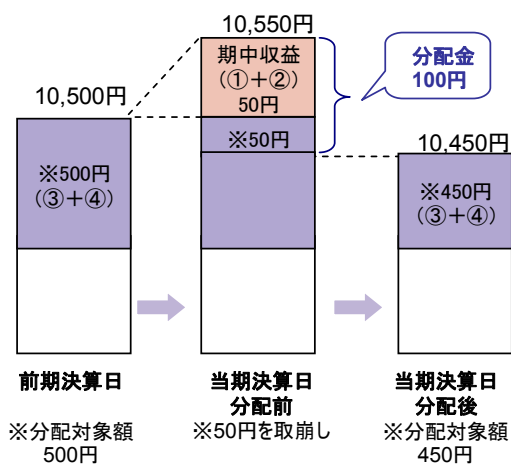 10,550円
期中収益
(①+②)
50円
分配金
100円
10,500円
※50円
10,450円
※500円
(③+④)
※450円
(③+④)
前期決算日
※分配対象額
500円
当期決算日
分配前
※50円を取崩し
当期決算日
分配後
※分配対象額
450円